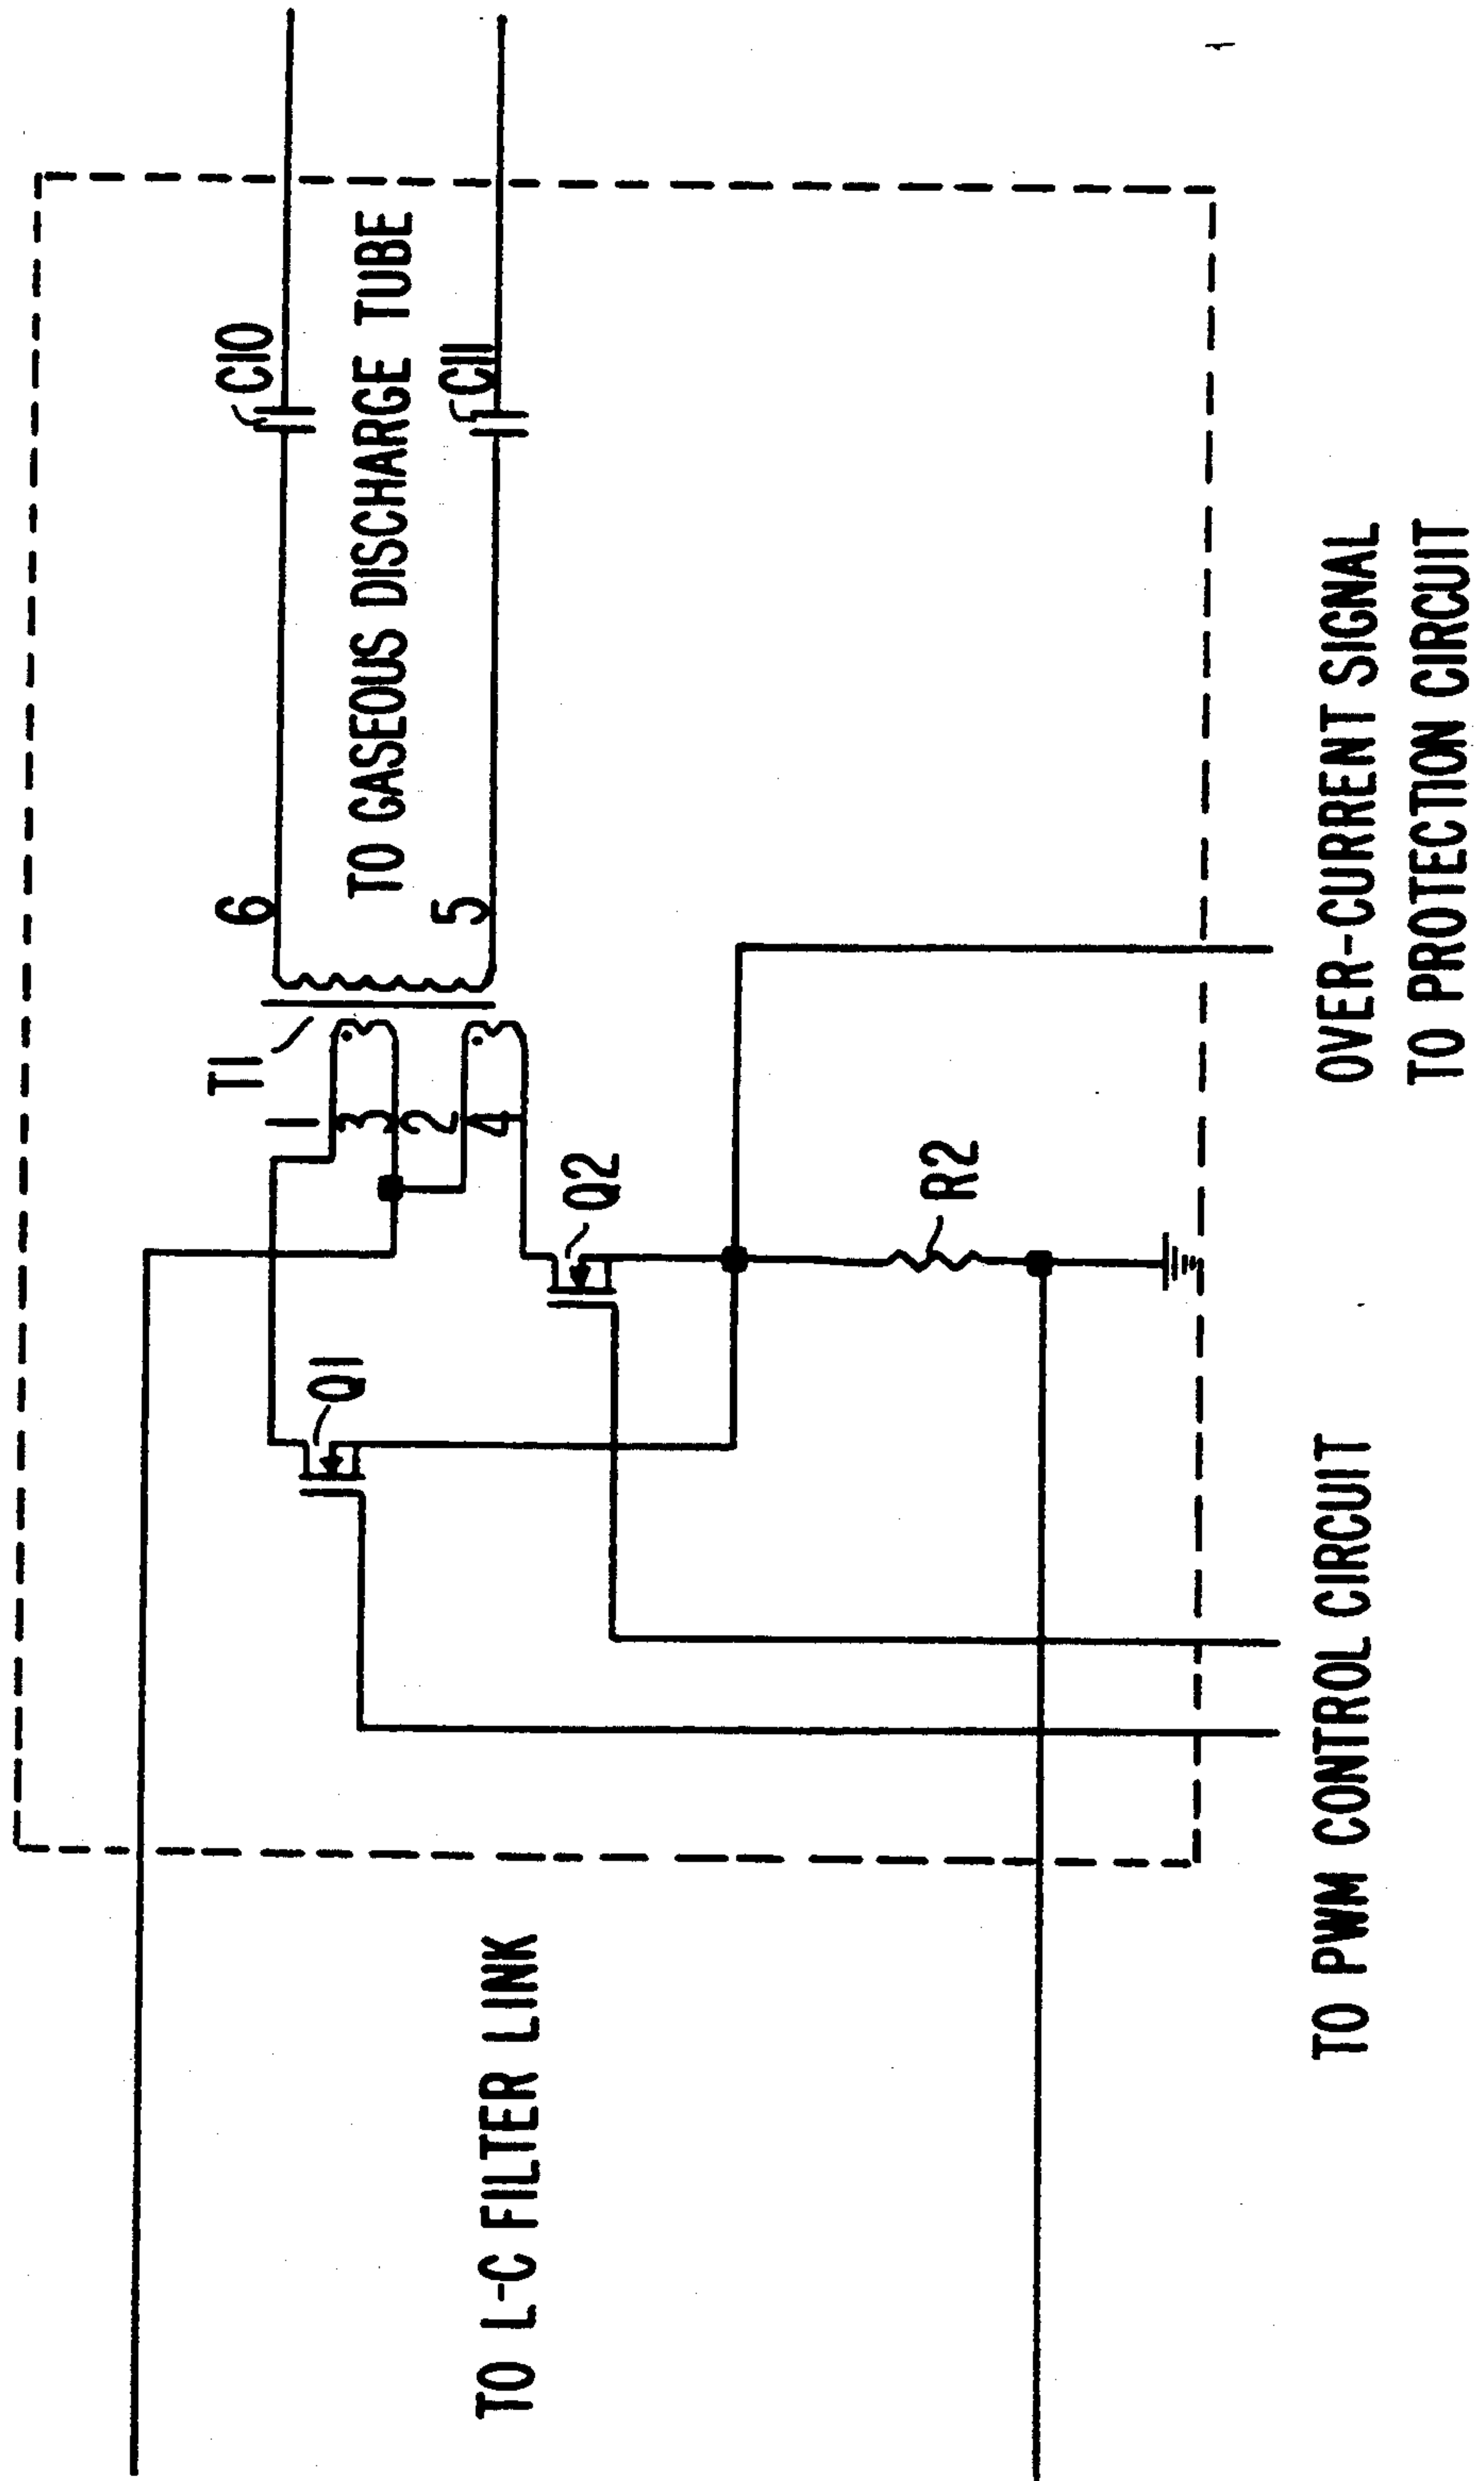 C10
TO GASEOUS DISCHARGE TUBE
C11
6
5
T1
1
3
2
4
Q1
Q2
R2
TO L-C FILTER LINK
TO PWM CONTROL CIRCUIT
OVER-CURRENT SIGNAL
TO PROTECTION CIRCUIT